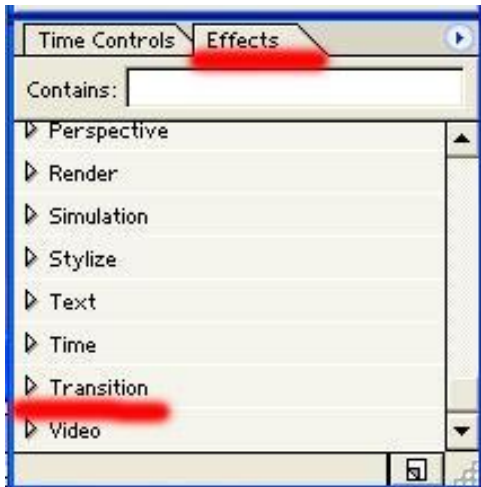 Time Controls Effects
Contains:
Perspective
Render
Simulation
Stylize
Text
Time
Transition
Video